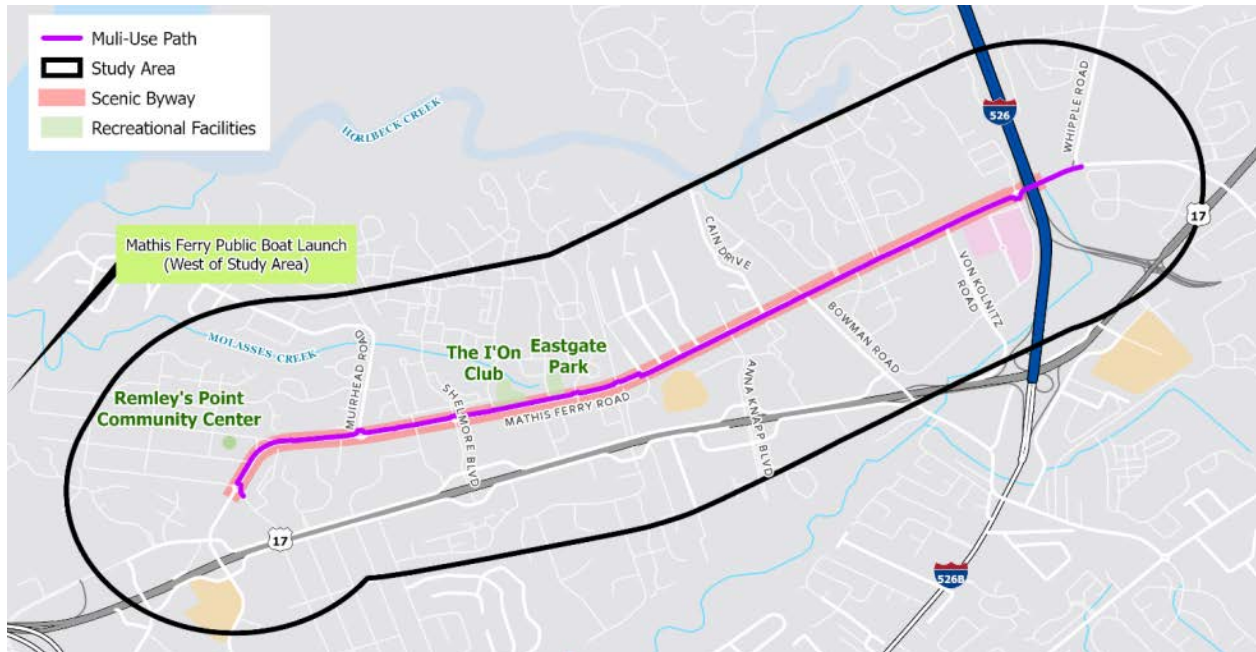 Muli-Use Path
Study Area
Scenic Byway
Recreational Facilities
HORLBECK CREEK
526
WHIPPLE ROAD
17
Mathis Ferry Public Boat Launch
(West of Study Area)
CAIN DRIVE
VON KOLNITZ
ROAD
BOWMAN ROAD
MOLASSES CREEK
MUIRHEAD ROAD
The I'On
Club
Eastgate
Park
SHELMORE BLVD
MATHIS FERRY ROAD
ANNA KNAPP BLVD
Remley's Point
Community Center
17
526B